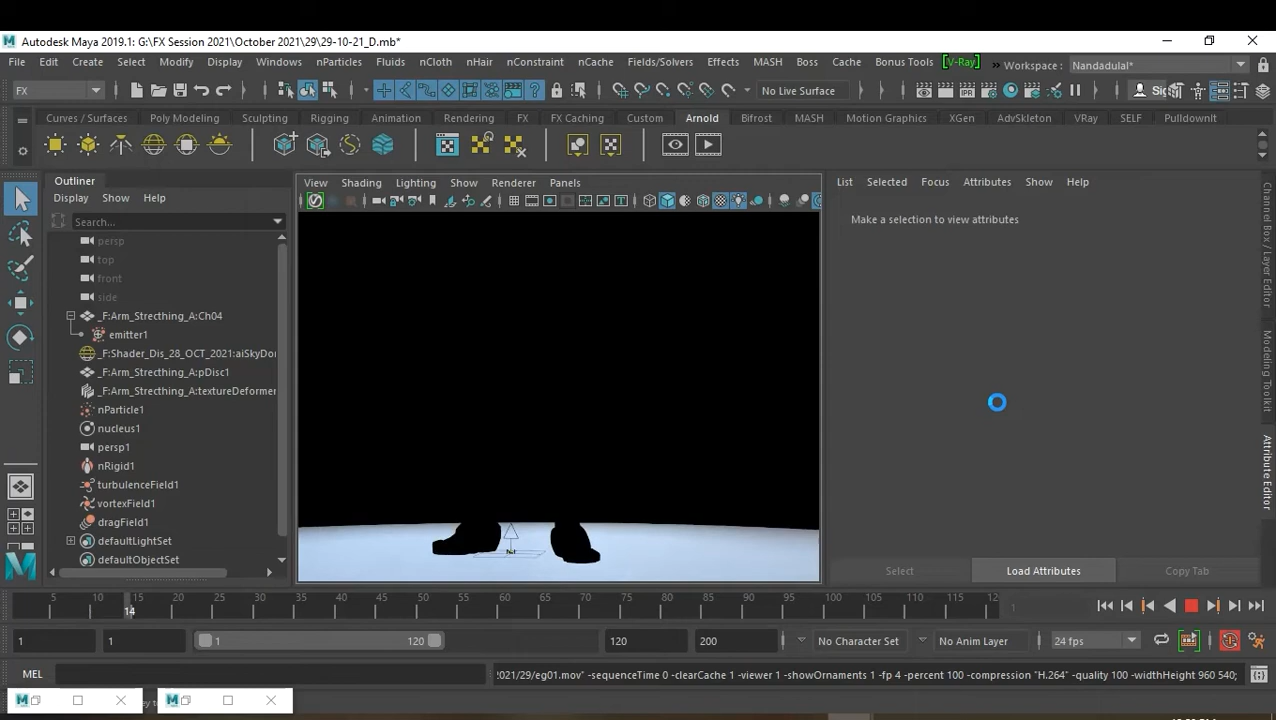 Autodesk Maya 2019.1: G:\FX Session 2021\October 2021\29\29-10-21_D.mb*
File Edit Create Select Modify Display Windows nParticles Fluids nCloth nHair nConstraint nCache Fields/Solvers Effects MASH Boss Cache Bonus Tools [V-Ray] » Workspace : Nandadulal*
FX No Live Surface
Curves / Surfaces Poly Modeling Sculpting Rigging Animation Rendering FX FX Caching Custom Arnold Bifrost MASH Motion Graphics XGen AdvSkeleton VRay SELF PulldownIt
Outliner
Display Show Help
Search...
persp
top
front
side
_F:Arm_Strecthing_A:Ch04
emitter1
_F:Shader_Dis_28_OCT_2021:aiSkyDo
_F:Arm_Strecthing_A:pDisc1
_F:Arm_Strecthing_A:textureDeformer
nParticle1
nucleus1
persp1
nRigid1
turbulenceField1
vortexField1
dragField1
defaultLightSet
defaultObjectSet
View Shading Lighting Show Renderer Panels
List Selected Focus Attributes Show Help
Make a selection to view attributes
Select Load Attributes Copy Tab
Channel Box / Layer Editor
Modeling Toolkit
Attribute Editor
5 10 15 20 25 30 35 40 45 50 55 60 65 70 75 80 85 90 95 100 105 110 115 120
14 1
1 1 1 120 120 200 No Character Set No Anim Layer 24 fps
MEL 2021/29/eg01.mov" -sequenceTime 0 -clearCache 1 -viewer 1 -showOrnaments 1 -fp 4 -percent 100 -compression "H.264" -quality 100 -widthHeight 960 540;